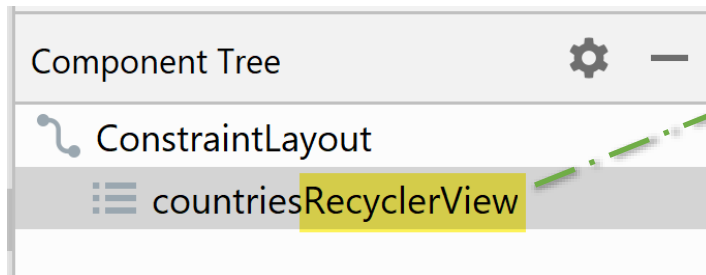 Component Tree
ConstraintLayout
countriesRecyclerView